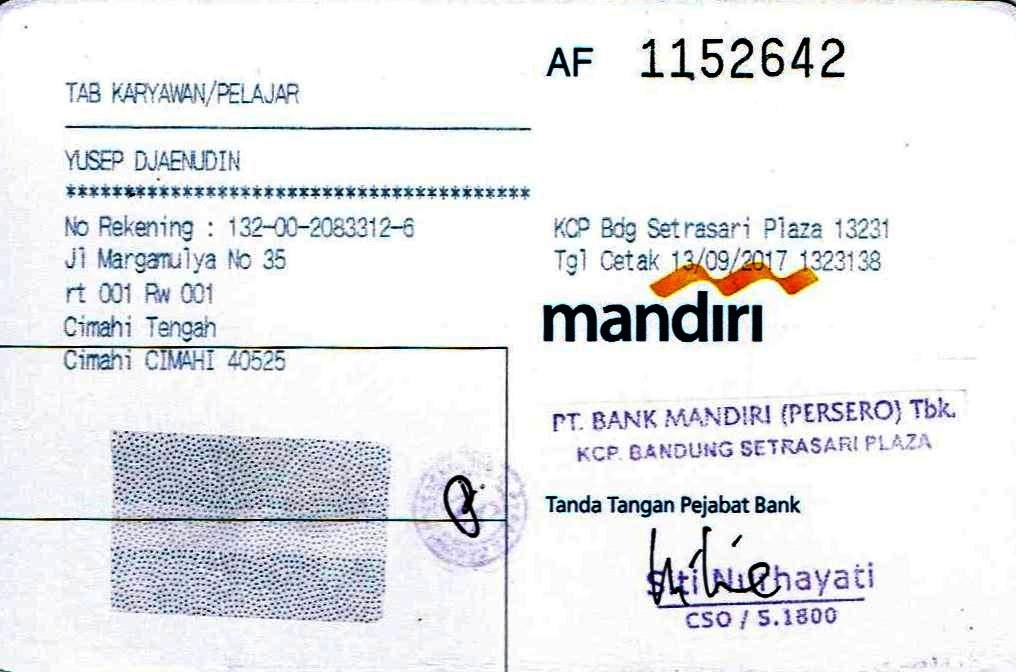 AF 1152642
TAB KARYAWAN/PELAJAR
YUSEP DJAENUDIN
****************************************
No Rekening : 132-00-2083312-6
Jl Margamulya No 35
rt 001 Rw 001
Cimahi Tengah
Cimahi CIMAHI 40525
KCP Bdg Setrasari Plaza 13231
Tgl Cetak 13/09/2017 1323138
mandiri
PT. BANK MANDIRI (PERSERO) Tbk.
KCP. BANDUNG SETRASARI PLAZA
Tanda Tangan Pejabat Bank
Siti Nurhayati
CSO / S.1800